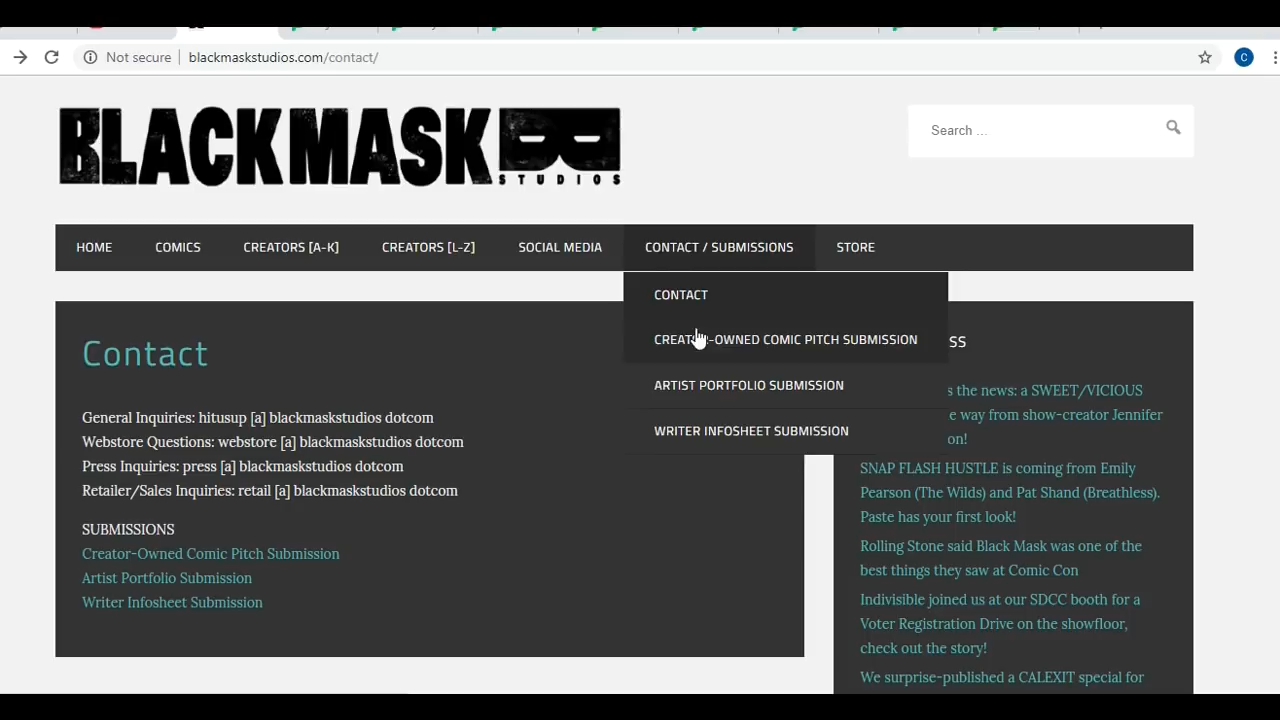 Not secure
blackmaskstudios.com/contact/
C
BLACKMASK
STUDIOS
Search ...
HOME
COMICS
CREATORS [A-K]
CREATORS [L-Z]
SOCIAL MEDIA
CONTACT / SUBMISSIONS
STORE
CONTACT
CREATOR-OWNED COMIC PITCH SUBMISSION
ARTIST PORTFOLIO SUBMISSION
WRITER INFOSHEET SUBMISSION
Contact
General Inquiries: hitusup [a] blackmaskstudios dotcom
Webstore Questions: webstore [a] blackmaskstudios dotcom
Press Inquiries: press [a] blackmaskstudios dotcom
Retailer/Sales Inquiries: retail [a] blackmaskstudios dotcom
SUBMISSIONS
Creator-Owned Comic Pitch Submission
Artist Portfolio Submission
Writer Infosheet Submission
SS
s the news: a SWEET/VICIOUS
e way from show-creator Jennifer
on!
SNAP FLASH HUSTLE is coming from Emily
Pearson (The Wilds) and Pat Shand (Breathless).
Paste has your first look!
Rolling Stone said Black Mask was one of the
best things they saw at Comic Con
Indivisible joined us at our SDCC booth for a
Voter Registration Drive on the showfloor,
check out the story!
We surprise-published a CALEXIT special for